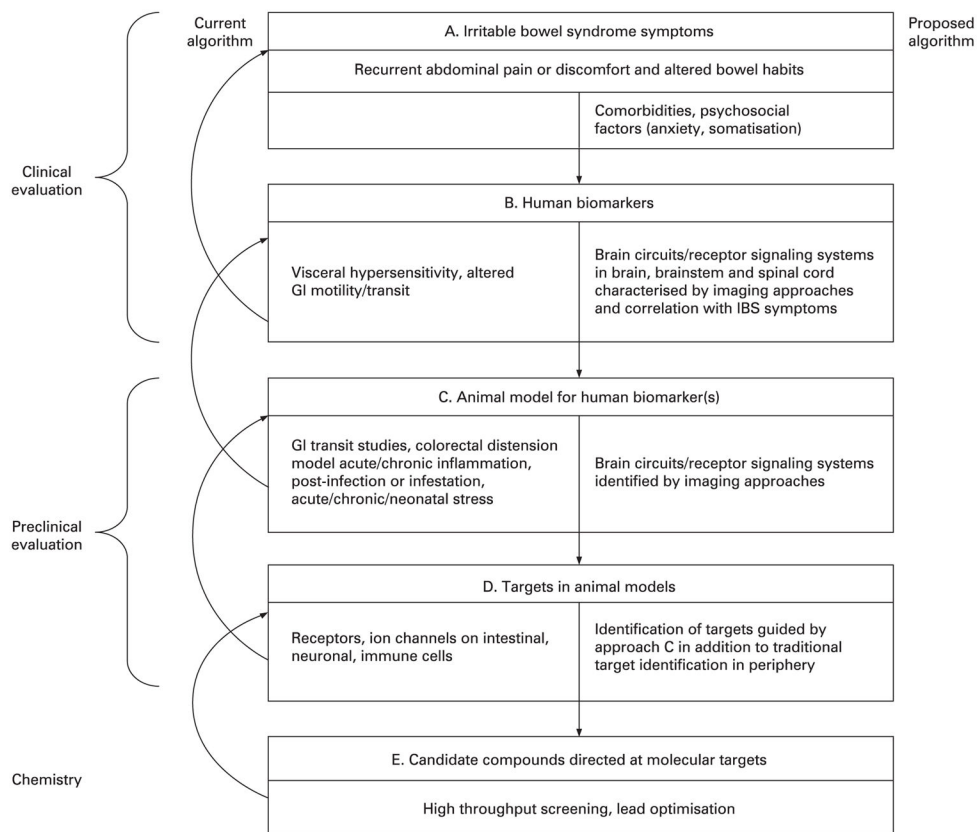 Current
algorithm
A. Irritable bowel syndrome symptoms
Proposed
algorithm
Recurrent abdominal pain or discomfort and altered bowel habits
Comorbidities, psychosocial
factors (anxiety, somatisation)
Clinical
evaluation
B. Human biomarkers
Visceral hypersensitivity, altered
GI motility/transit
Brain circuits/receptor signaling systems
in brain, brainstem and spinal cord
characterised by imaging approaches
and correlation with IBS symptoms
C. Animal model for human biomarker(s)
GI transit studies, colorectal distension
model acute/chronic inflammation,
post-infection or infestation,
acute/chronic/neonatal stress
Brain circuits/receptor signaling systems
identified by imaging approaches
Preclinical
evaluation
D. Targets in animal models
Receptors, ion channels on intestinal,
neuronal, immune cells
Identification of targets guided by
approach C in addition to traditional
target identification in periphery
E. Candidate compounds directed at molecular targets
Chemistry
High throughput screening, lead optimisation